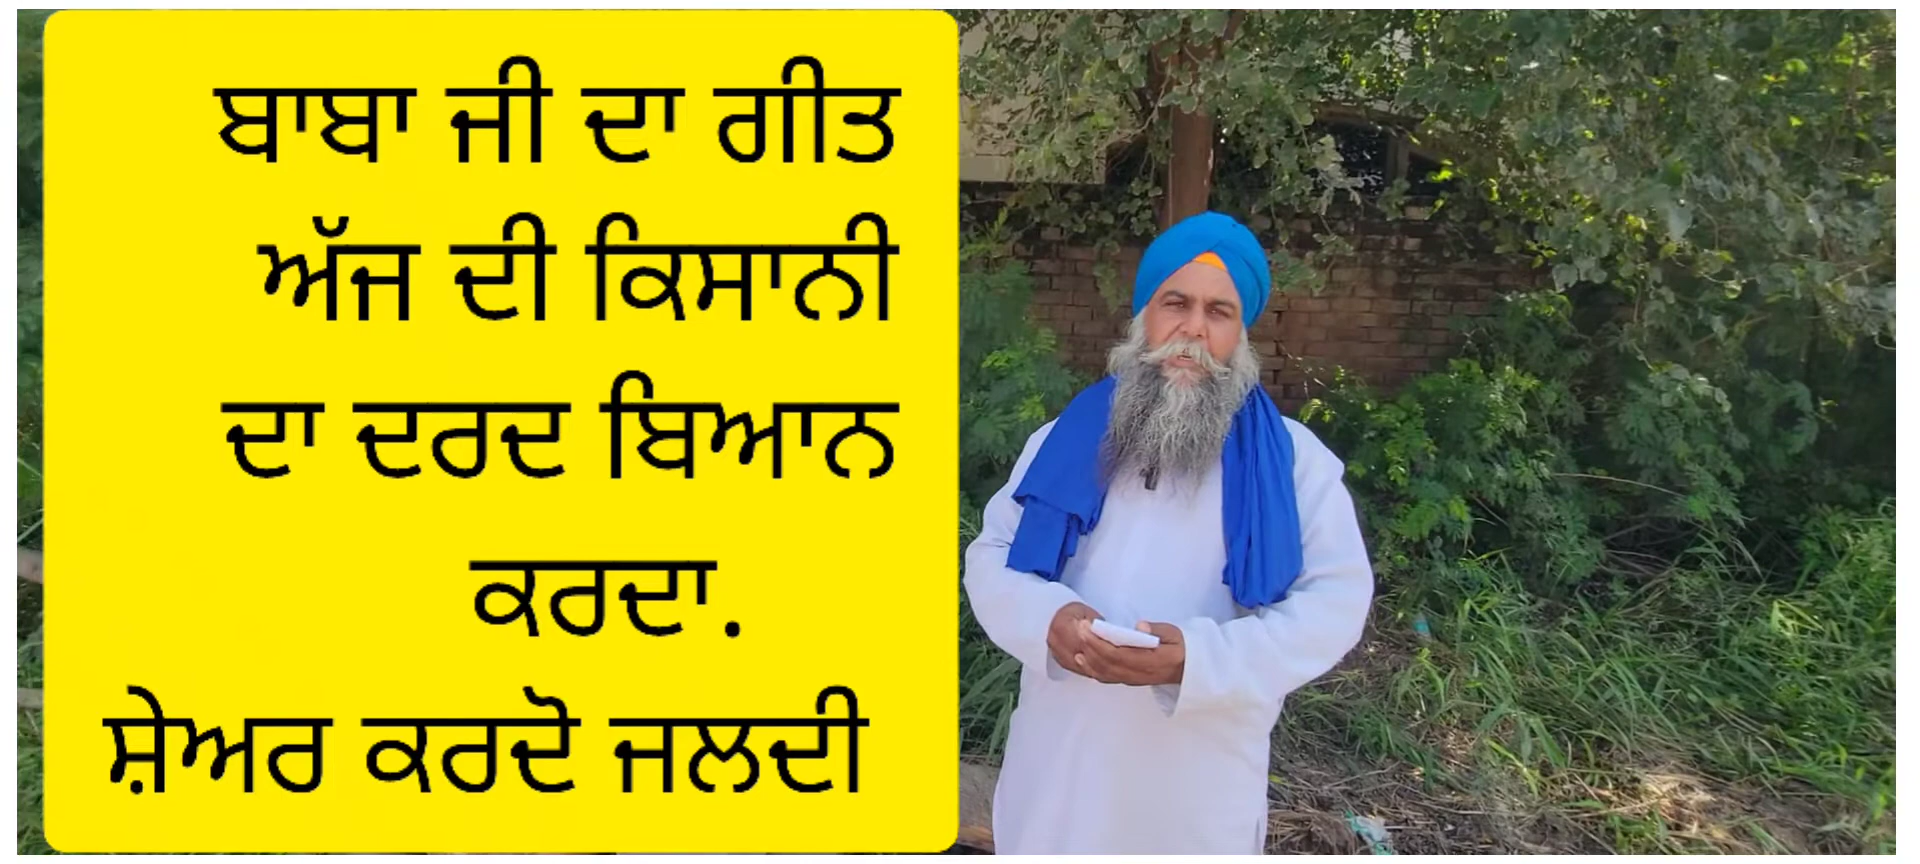 ਬਾਬਾ ਜੀ ਦਾ ਗੀਤ
ਅੱਜ ਦੀ ਕਿਸਾਨੀ
ਦਾ ਦਰਦ ਬਿਆਨ
ਕਰਦਾ.
ਸ਼ੇਅਰ ਕਰਦੋ ਜਲਦੀ